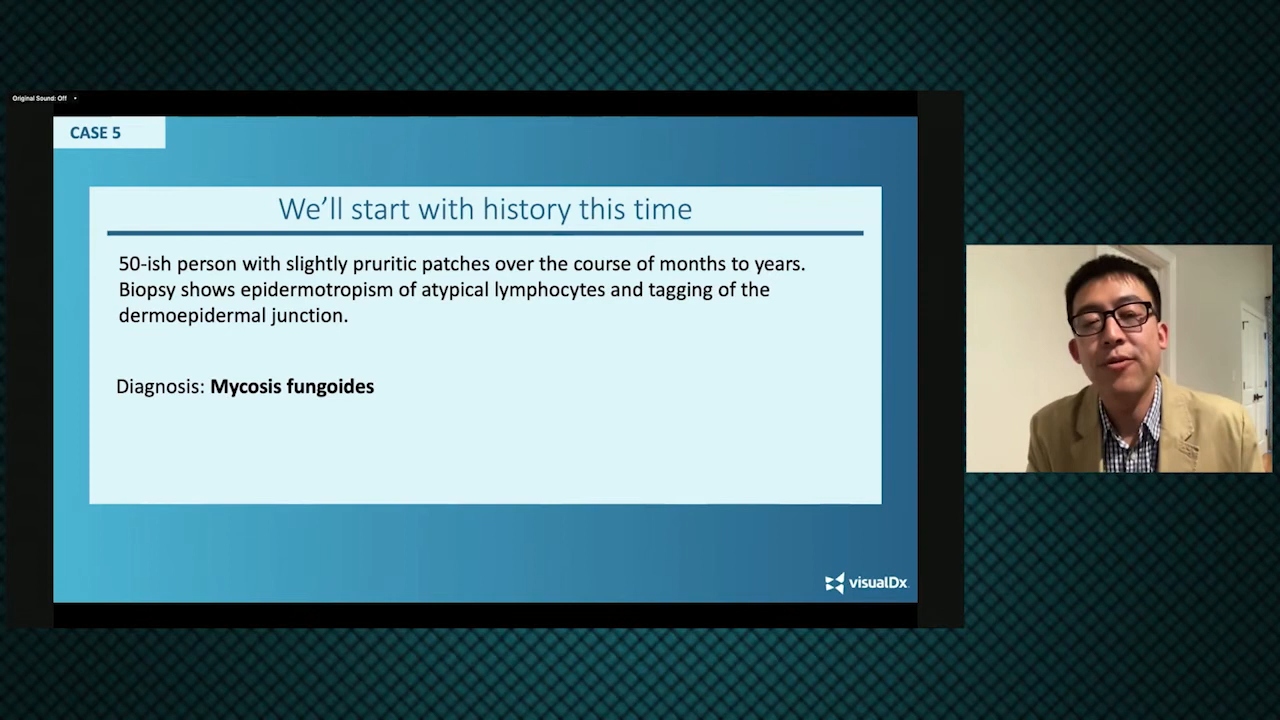 Original Sound: Off
CASE 5
We’ll start with history this time
50-ish person with slightly pruritic patches over the course of months to years.
Biopsy shows epidermotropism of atypical lymphocytes and tagging of the
dermoepidermal junction.
Diagnosis: Mycosis fungoides
visualDx